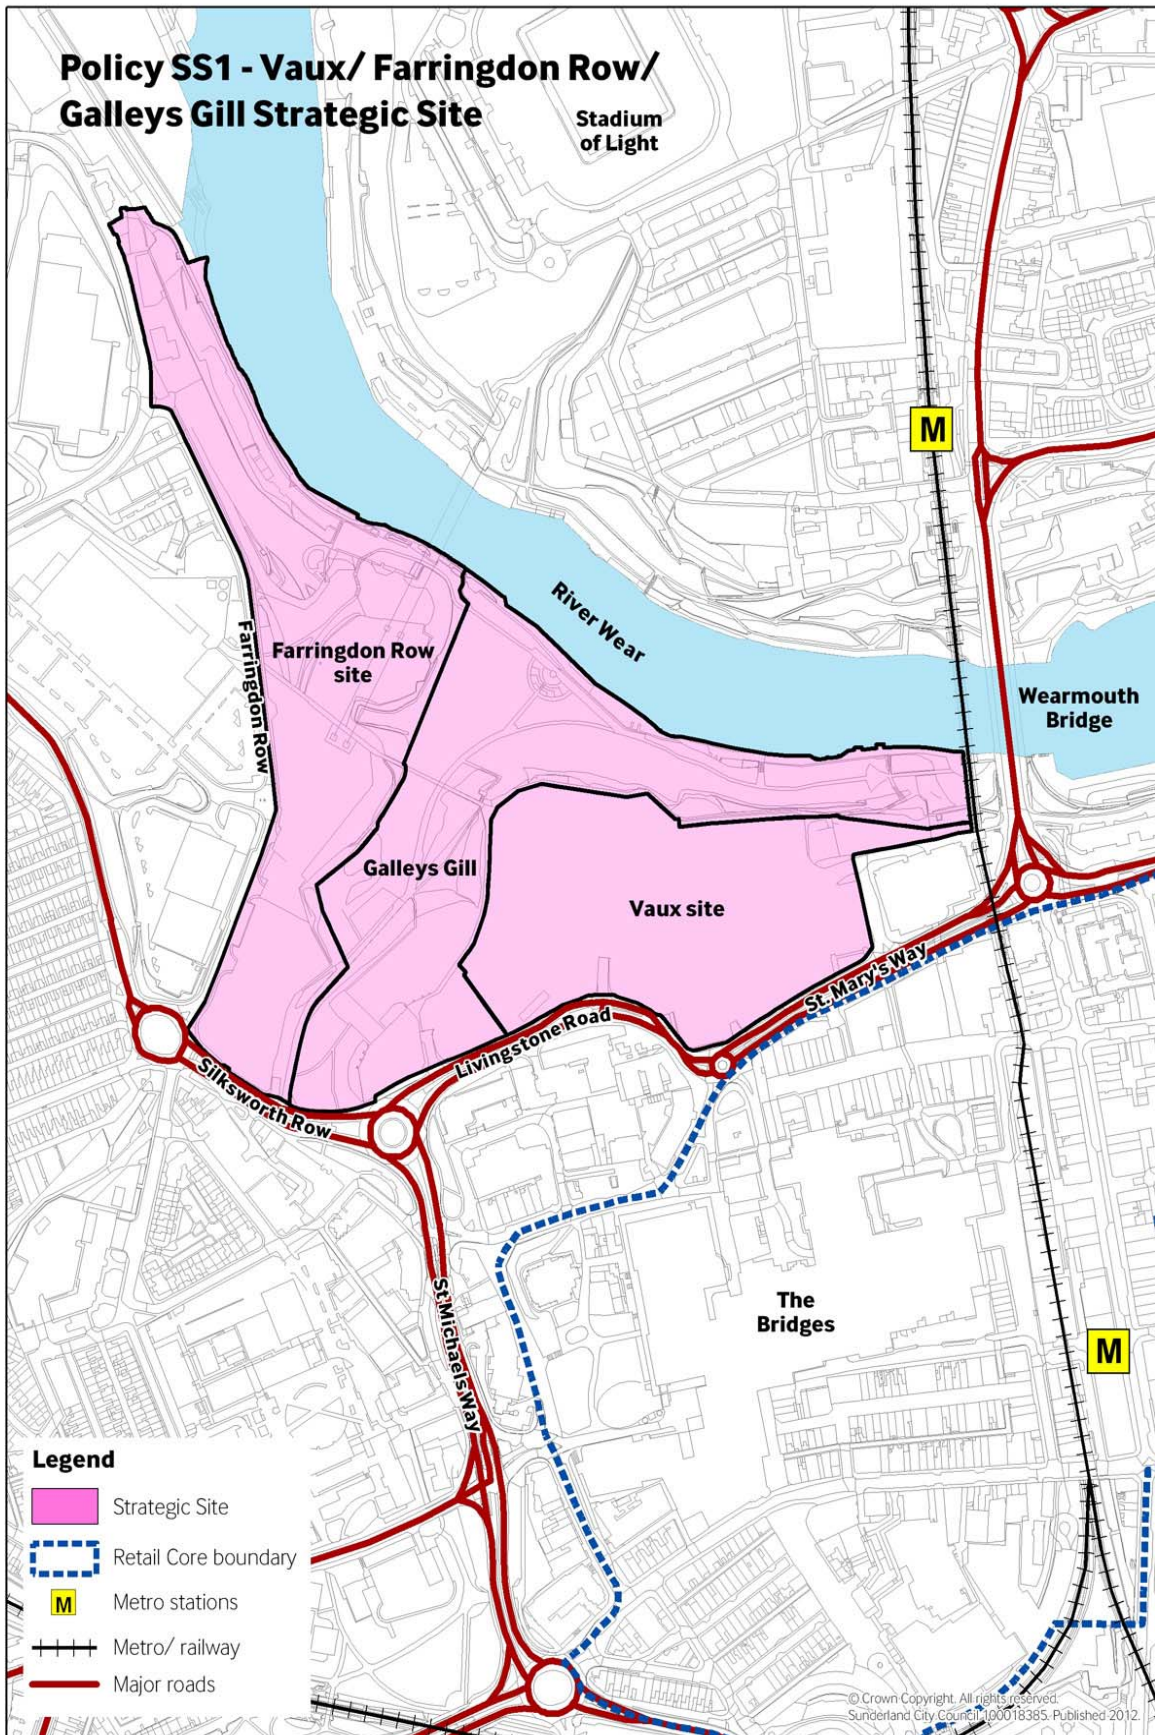 Policy SS1 - Vaux/ Farringdon Row/
Galleys Gill Strategic Site
Stadium
of Light
M
River Wear
Farringdon Row
Farringdon Row
site
Wearmouth
Bridge
Galleys Gill
Vaux site
St. Mary's Way
Livingstone Road
Silksworth Row
St Michaels Way
The
Bridges
M
Legend
Strategic Site
Retail Core boundary
M
Metro stations
Metro/ railway
Major roads
© Crown Copyright. All rights reserved.
Sunderland City Council 100018385. Published 2012.